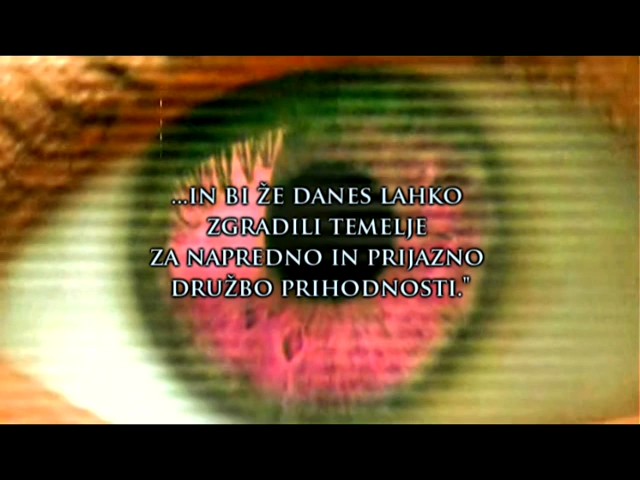 ...IN BI ŽE DANES LAHKO
ZGRADILI TEMELJE
ZA NAPREDNO IN PRIJAZNO
DRUŽBO PRIHODNOSTI."